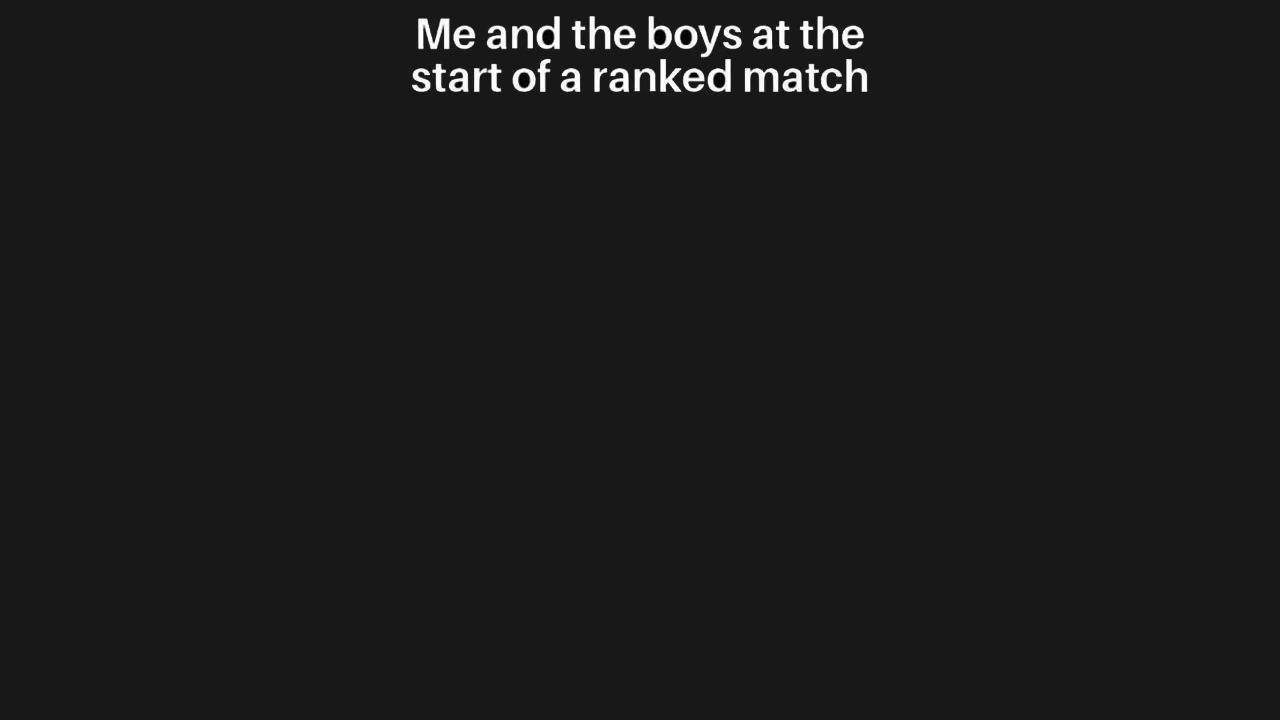 Me and the boys at the
start of a ranked match